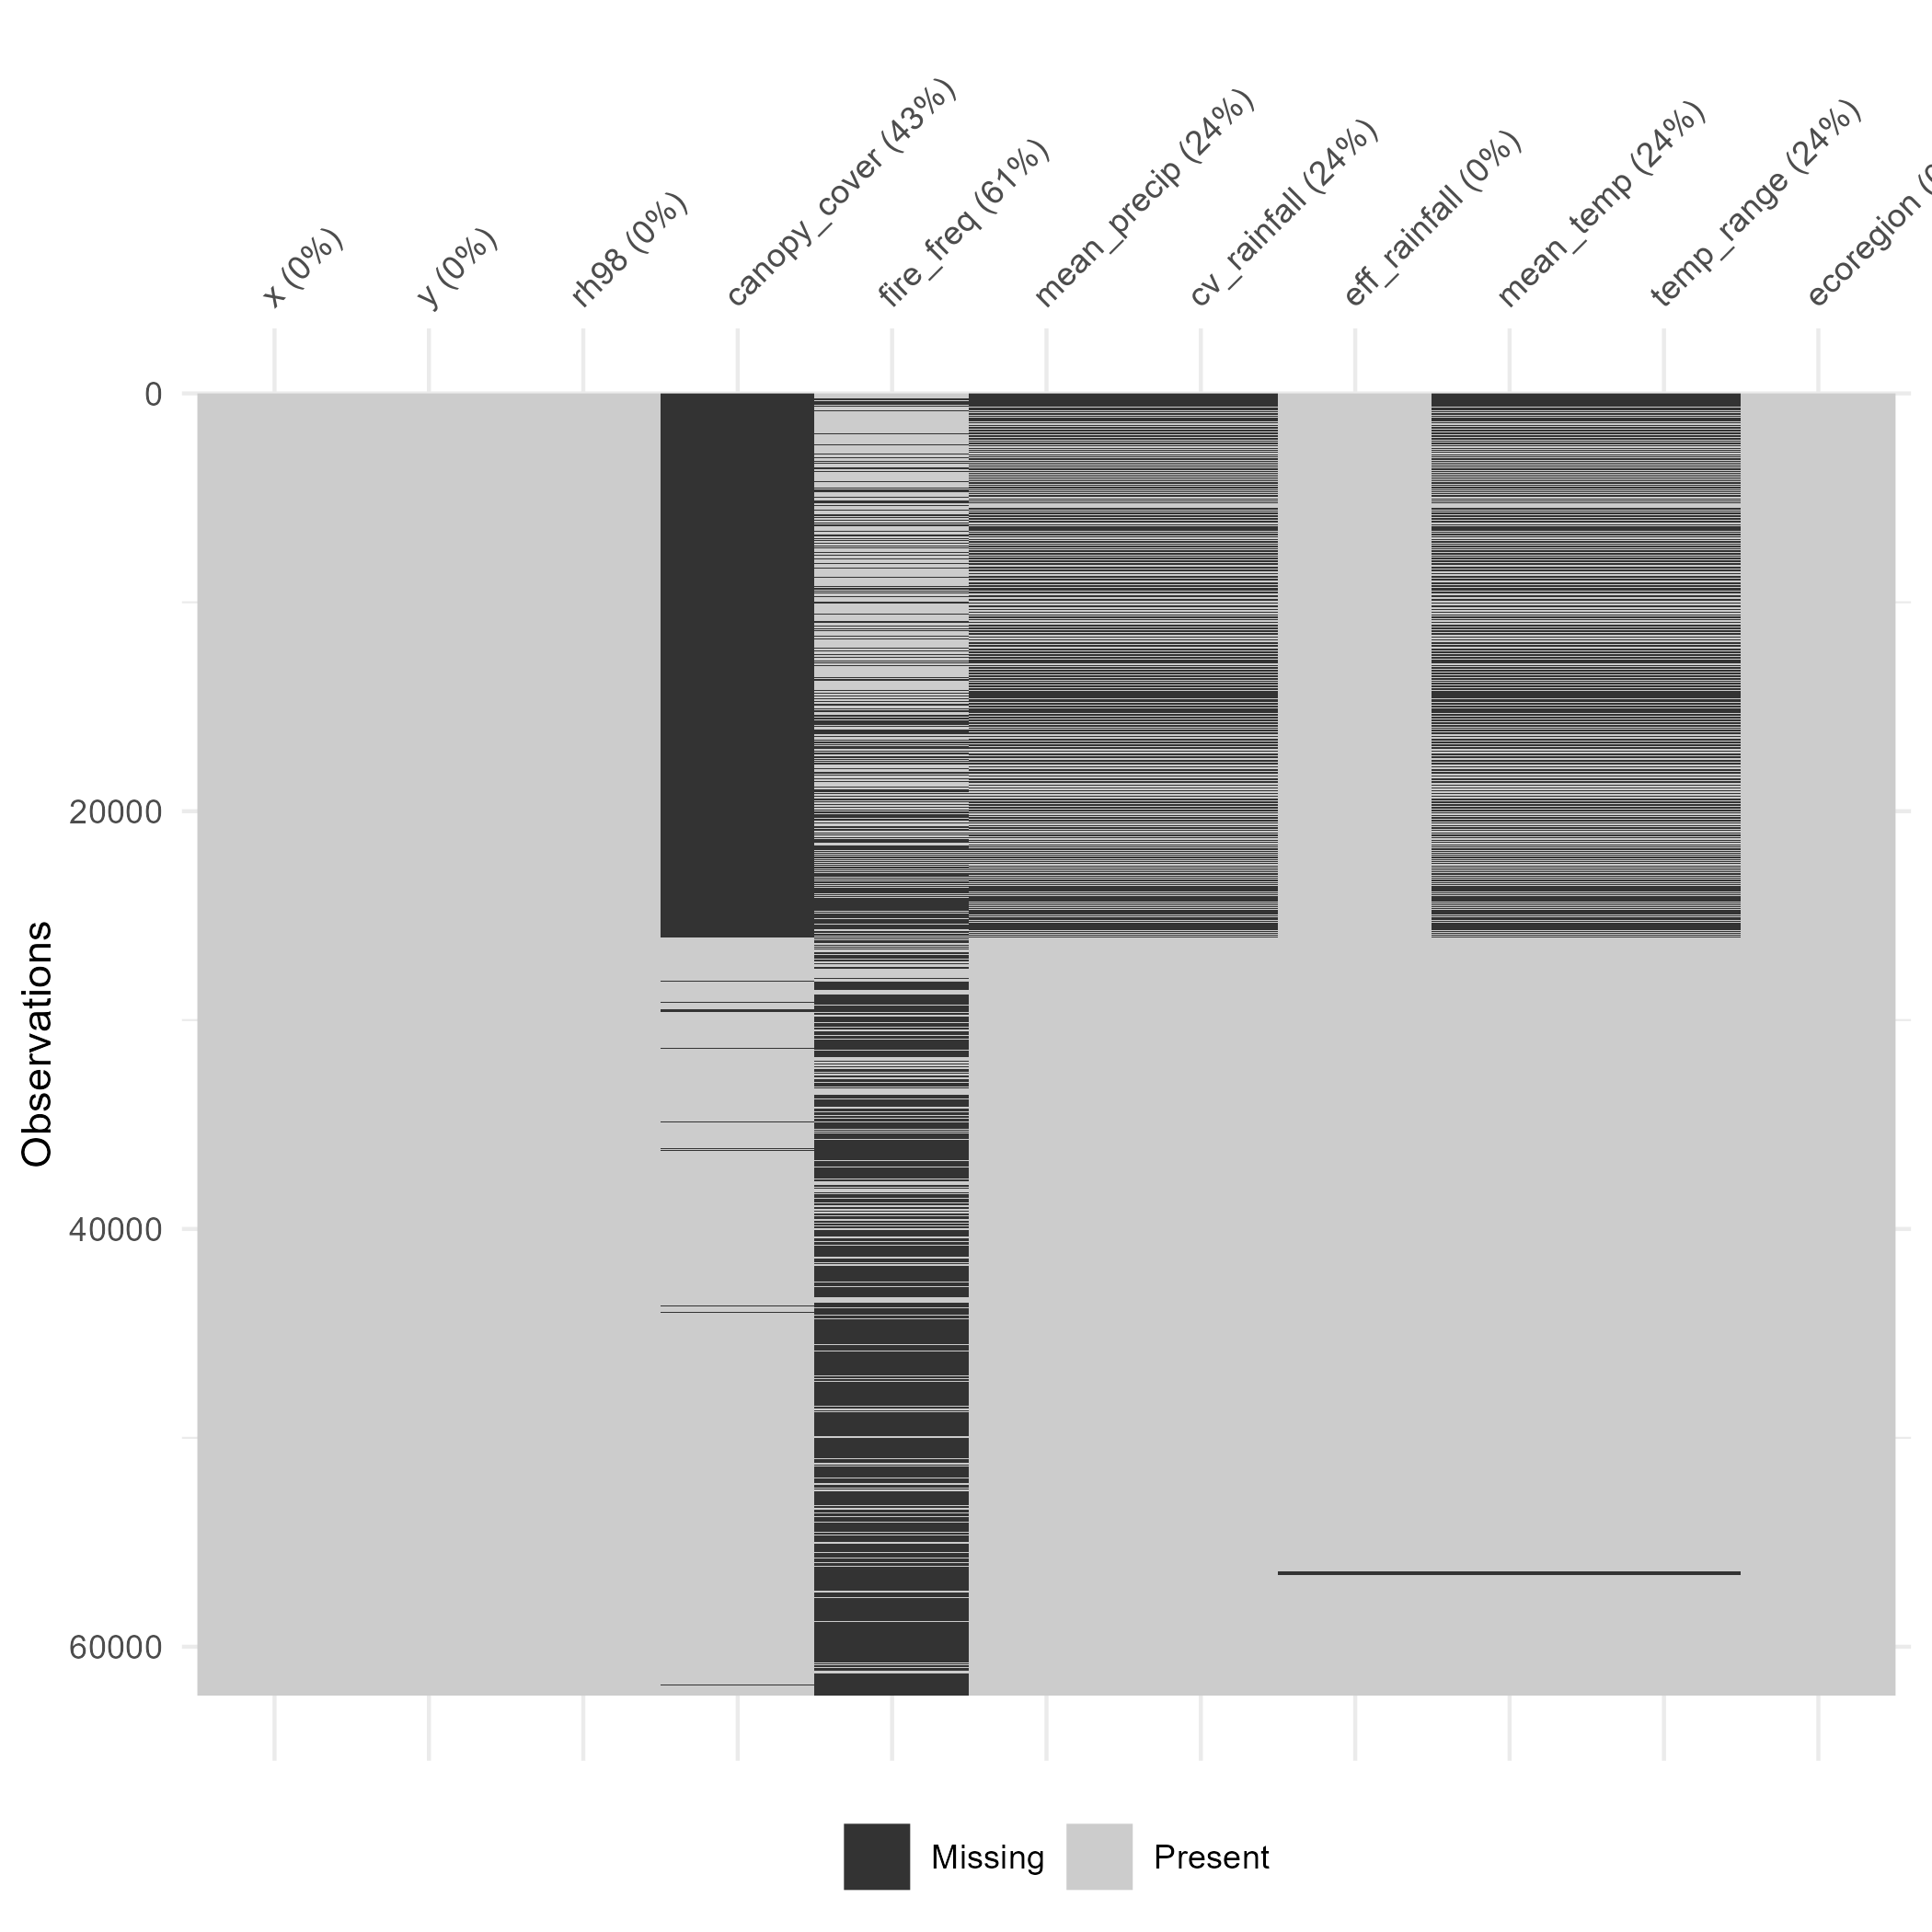 x (0%)
y (0%)
rh98 (0%)
canopy_cover (43%)
fire_freq (61%)
mean_precip (24%)
cv_rainfall (24%)
eff_rainfall (0%)
mean_temp (24%)
temp_range (24%)
ecoregion
0
20000
40000
60000
Observations
Missing
Present